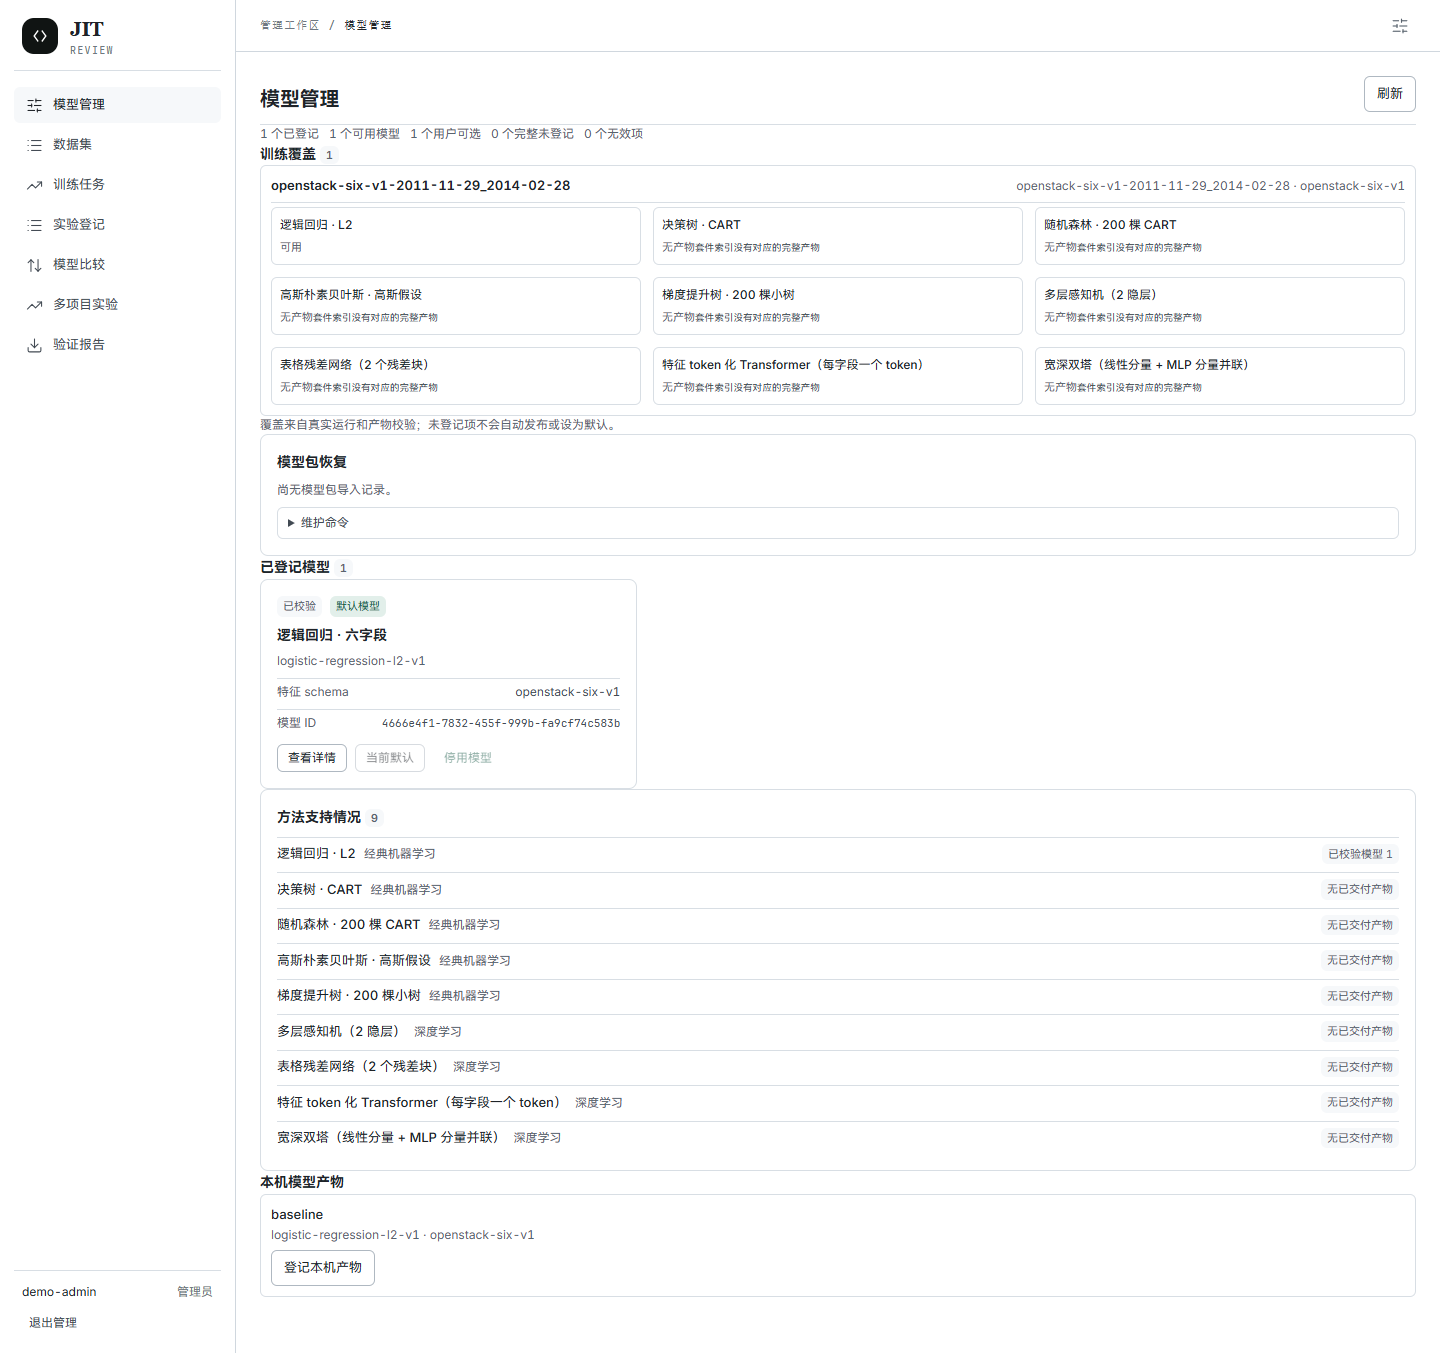 JIT
REVIEW
模型管理
数据集
训练任务
实验登记
模型比较
多项目实验
验证报告
demo-admin 管理员
退出管理
管理工作区 / 模型管理
模型管理
刷新
1 个已登记 1 个可用模型 1 个用户可选 0 个完整未登记 0 个无效项
训练覆盖 1
openstack-six-v1-2011-11-29_2014-02-28 openstack-six-v1-2011-11-29_2014-02-28 · openstack-six-v1
逻辑回归 · L2
可用
决策树 · CART
无产物套件索引没有对应的完整产物
随机森林 · 200 棵 CART
无产物套件索引没有对应的完整产物
高斯朴素贝叶斯 · 高斯假设
无产物套件索引没有对应的完整产物
梯度提升树 · 200 棵小树
无产物套件索引没有对应的完整产物
多层感知机（2 隐层）
无产物套件索引没有对应的完整产物
表格残差网络（2 个残差块）
无产物套件索引没有对应的完整产物
特征 token 化 Transformer（每字段一个 token）
无产物套件索引没有对应的完整产物
宽深双塔（线性分量 + MLP 分量并联）
无产物套件索引没有对应的完整产物
覆盖来自真实运行和产物校验；未登记项不会自动发布或设为默认。
模型包恢复
尚无模型包导入记录。
▶ 维护命令
已登记模型 1
已校验 默认模型
逻辑回归 · 六字段
logistic-regression-l2-v1
特征 schema openstack-six-v1
模型 ID 4666e4f1-7832-455f-999b-fa9cf74c583b
查看详情 当前默认 停用模型
方法支持情况 9
逻辑回归 · L2 经典机器学习 已校验模型 1
决策树 · CART 经典机器学习 无已交付产物
随机森林 · 200 棵 CART 经典机器学习 无已交付产物
高斯朴素贝叶斯 · 高斯假设 经典机器学习 无已交付产物
梯度提升树 · 200 棵小树 经典机器学习 无已交付产物
多层感知机（2 隐层） 深度学习 无已交付产物
表格残差网络（2 个残差块） 深度学习 无已交付产物
特征 token 化 Transformer（每字段一个 token） 深度学习 无已交付产物
宽深双塔（线性分量 + MLP 分量并联） 深度学习 无已交付产物
本机模型产物
baseline
logistic-regression-l2-v1 · openstack-six-v1
登记本机产物